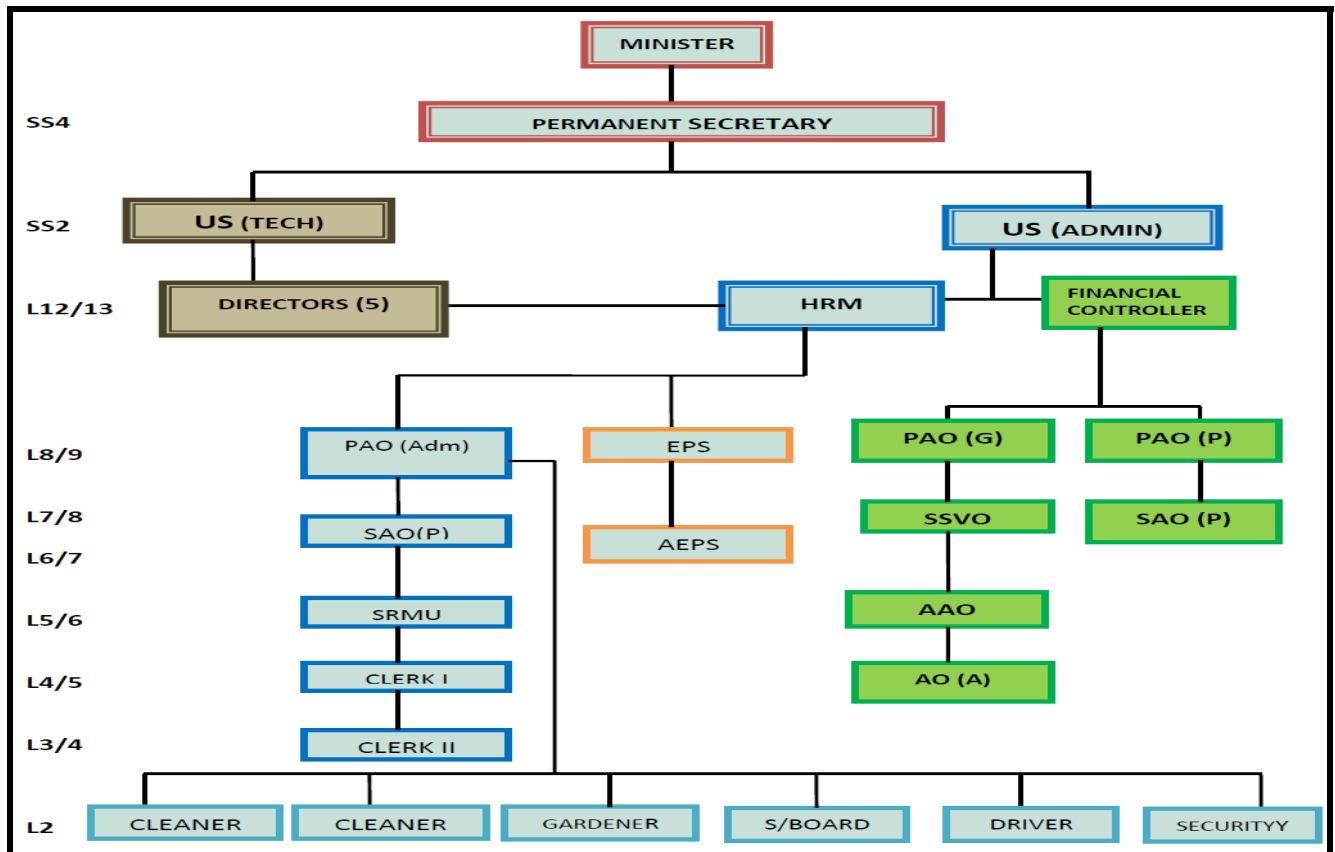 MINISTER
SS4
PERMANENT SECRETARY
SS2
US (TECH)
US (ADMIN)
L12/13
DIRECTORS (5)
HRM
FINANCIAL
CONTROLLER
L8/9
PAO (Adm)
EPS
PAO (G)
PAO (P)
L7/8
SAO(P)
AEPS
SSVO
SAO (P)
L6/7
L5/6
SRMU
AAO
L4/5
CLERK I
AO (A)
L3/4
CLERK II
L2
CLEANER
CLEANER
GARDENER
S/BOARD
DRIVER
SECURITYY